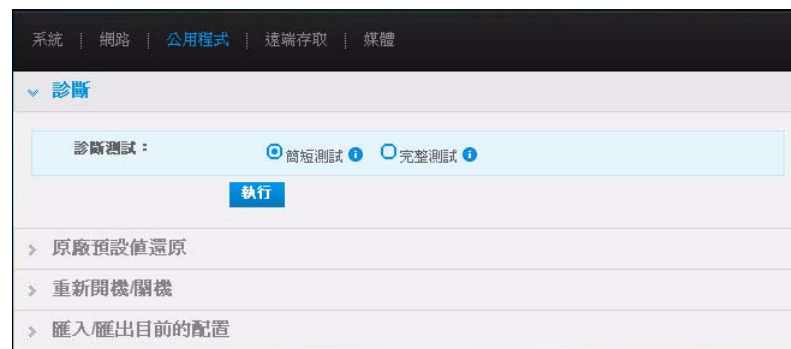 系統 | 網路 | 公用程式 | 遠端存取 | 媒體
診斷
診斷測試： 簡短測試 完整測試
執行
原廠預設值還原
重新開機/關機
匯入/匯出目前的配置